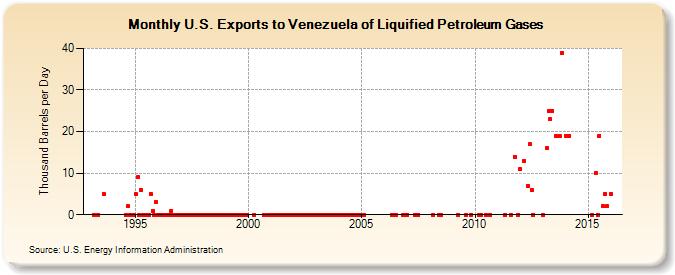 Monthly U.S. Exports to Venezuela of Liquified Petroleum Gases
Thousand Barrels per Day
40
30
20
10
0
1995 2000 2005 2010 2015
Source: U.S. Energy Information Administration